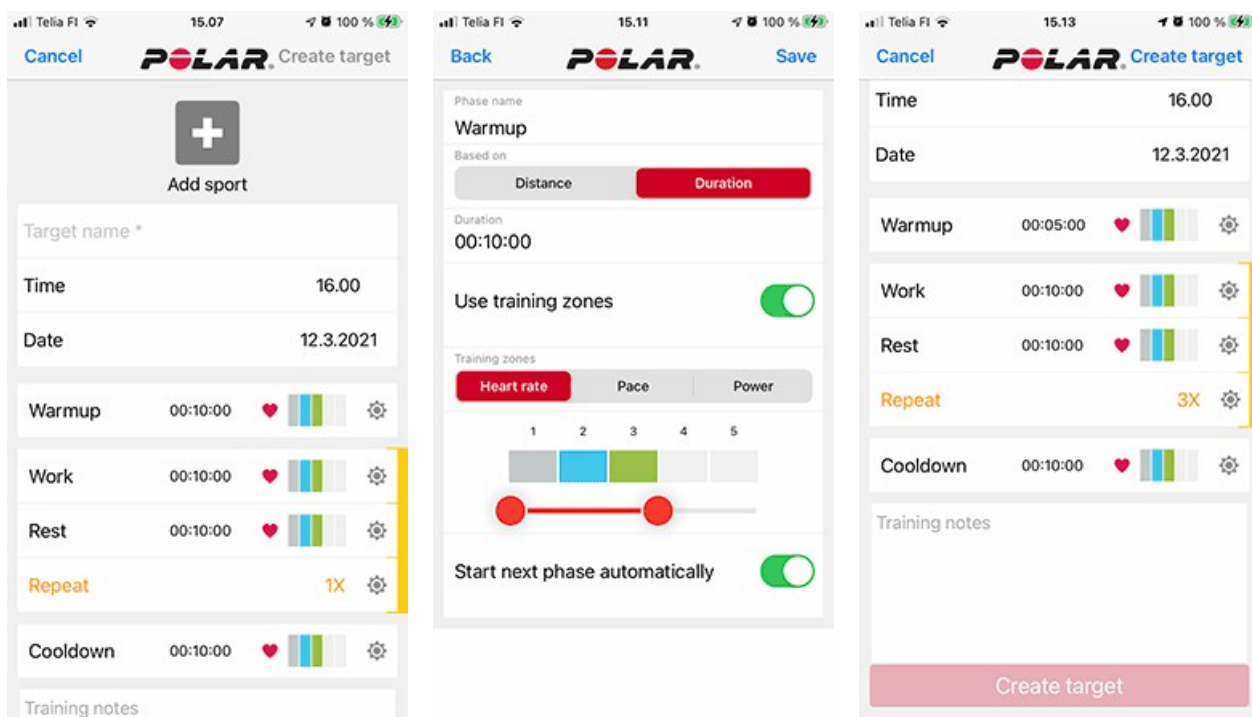 Telia FI 15.07 100 %
Cancel POLAR. Create target
Add sport
Target name *
Time 16.00
Date 12.3.2021
Warmup 00:10:00
Work 00:10:00
Rest 00:10:00
Repeat 1X
Cooldown 00:10:00
Training notes
Telia FI 15.11 100 %
Back POLAR. Save
Phase name
Warmup
Based on
Distance Duration
Duration
00:10:00
Use training zones
Training zones
Heart rate Pace Power
1 2 3 4 5
Start next phase automatically
Telia FI 15.13 100 %
Cancel POLAR. Create target
Time 16.00
Date 12.3.2021
Warmup 00:05:00
Work 00:10:00
Rest 00:10:00
Repeat 3X
Cooldown 00:10:00
Training notes
Create target